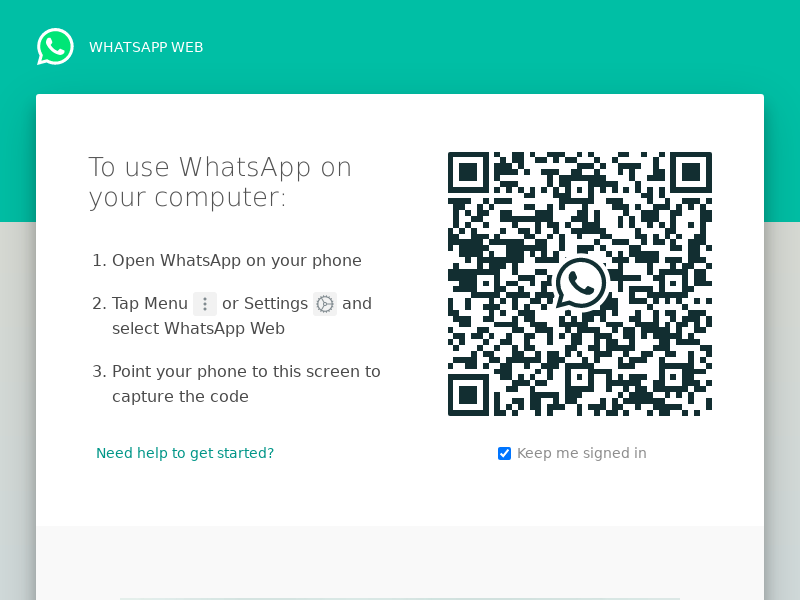 WHATSAPP WEB
To use WhatsApp on
your computer:
1. Open WhatsApp on your phone
2. Tap Menu or Settings and
select WhatsApp Web
3. Point your phone to this screen to
capture the code
Need help to get started?
Keep me signed in